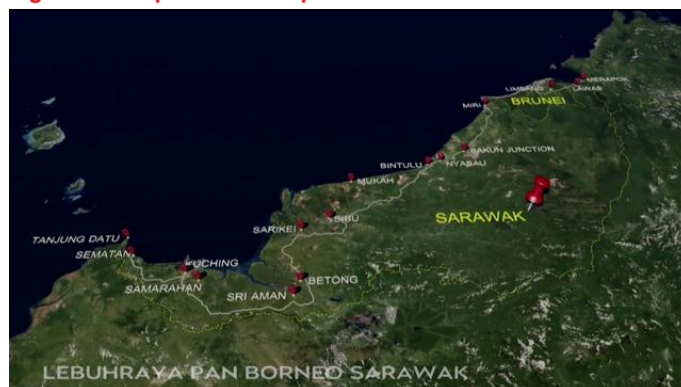 LIMBANG
MERAPOK
LAWAS
MIRI
BRUNEI
BAKUN JUNCTION
BINTULU
NYABAU
MUKAH
SARAWAK
SIBU
SARIKEI
TANJUNG DATU
SEMATAN
KUCHING
SAMARAHAN
BETONG
SRI AMAN
LEBUHRAYA PAN BORNEO SARAWAK